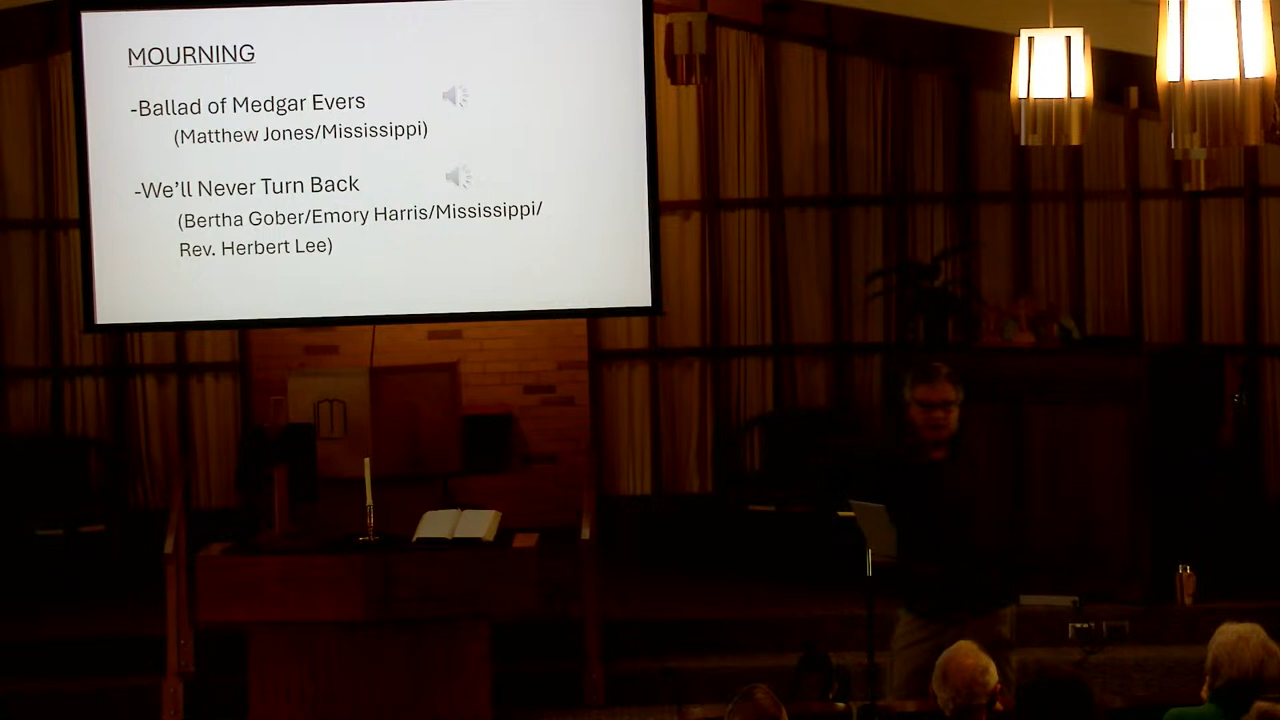 MOURNING
-Ballad of Medgar Evers
(Matthew Jones/Mississippi)
-We'll Never Turn Back
(Bertha Gober/Emory Harris/Mississippi/
Rev. Herbert Lee)